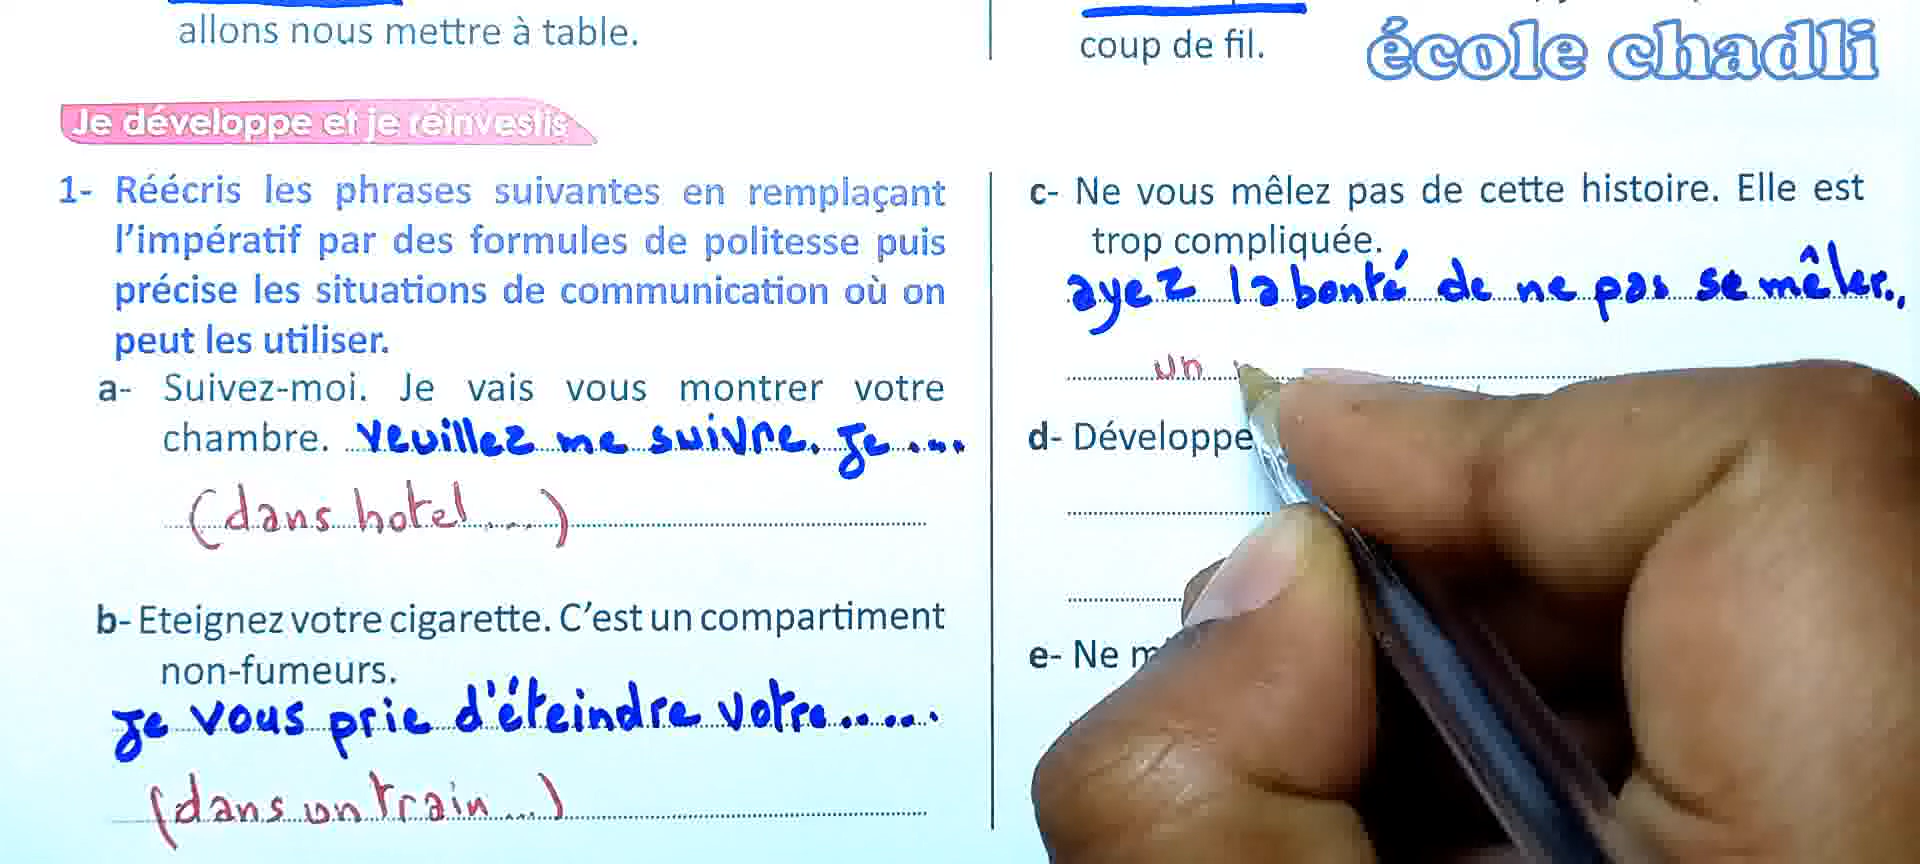 allons nous mettre à table.
Je développe et je réinvestis
1- Réécris les phrases suivantes en remplaçant
l'impératif par des formules de politesse puis
précise les situations de communication où on
peut les utiliser.
a- Suivez-moi. Je vais vous montrer votre
chambre. Veuillez me suivre. Je ...
(dans hotel...)
b- Eteignez votre cigarette. C'est un compartiment
non-fumeurs.
Je vous prie d'éteindre votre......
(dans un train...)
coup de fil.
école chadli
c- Ne vous mêlez pas de cette histoire. Elle est
trop compliquée.
ayez la bonté de ne pas se mêler..
un
d- Développe
e- Ne